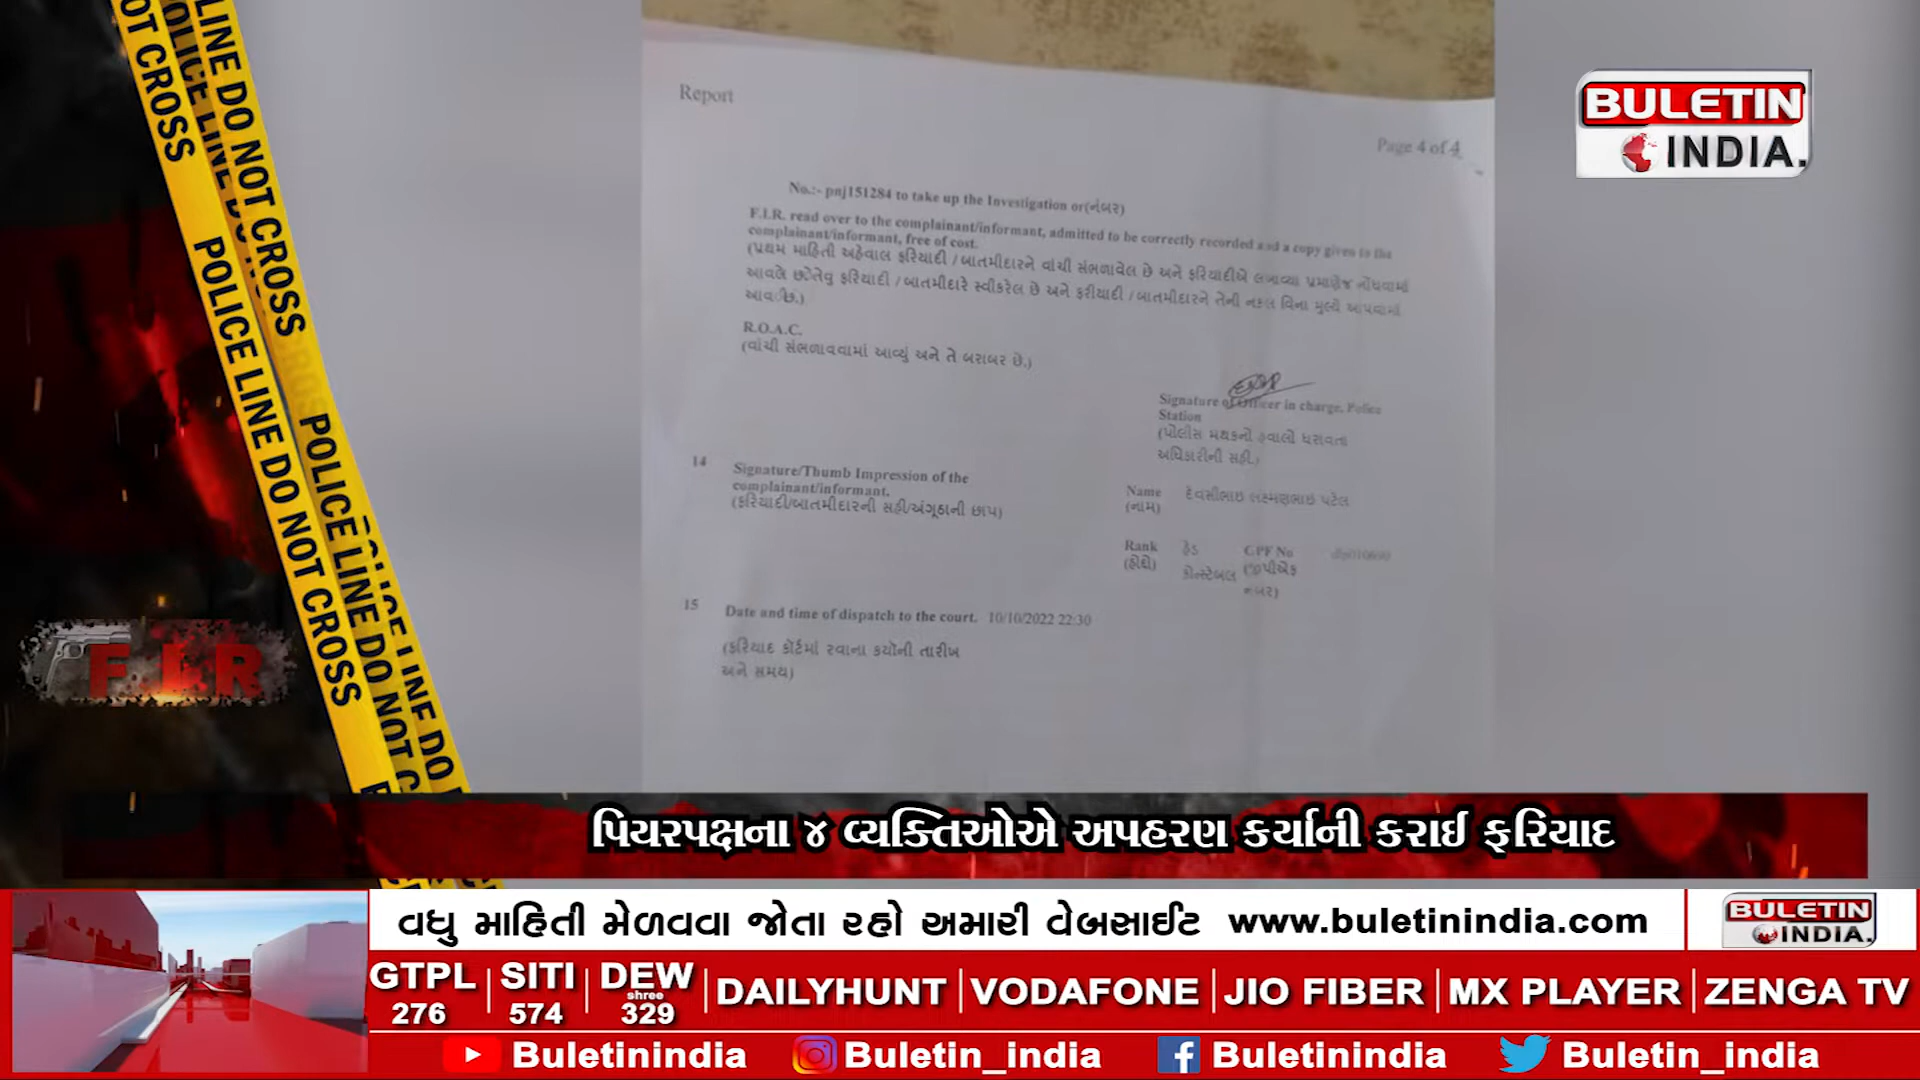 Report
Page 4 of 4
No.:- pnj151284 to take up the Investigation or(નંબર)
F.I.R. read over to the complainant/informant, admitted to be correctly recorded and a copy given to the
complainant/informant, free of cost.
(પ્રથમ માહિતી અહેવાલ ફરિયાદી / બાતમીદારને વાંચી સંભળાવેલ છે અને ફરિયાદીએ લખાવ્યા પ્રમાણેજ નોંધવામાં
આવલે છે તેવુ ફરિયાદી / બાતમીદારે સ્વીકરેલ છે અને ફરીયાદી / બાતમીદારને તેની નકલ વિના મુલ્યે આપવામાં
R.O.A.C.
(વાંચી સંભળાવવામાં આવ્યું અને તે બરાબર છે.)
Signature of Officer in charge, Police
Station
(પોલીસ મથકનો હવાલો ધરાવતા
અધિકારીની સહી.)
14 Signature/Thumb Impression of the
complainant/informant.
(ફરિયાદી/બાતમીદારની સહી/અંગૂઠાની છાપ)
Name દેવસીભાઇ લક્ષ્મણભાઇ પટેલ
(નામ)
Rank હેડ G.P.F No
(હોદ્દો) કોન્સ્ટેબલ (જીપીએફ
નંબર)
15 Date and time of dispatch to the court. 10/10/2022 22:30
(ફરિયાદ કોર્ટમાં રવાના કર્યાની તારીખ
અને સમય)
BULETIN
INDIA.
POLICE LINE DO NOT CROSS
POLICE LINE DO NOT CROSS
F.I.R
પિયરપક્ષના ૪ વ્યક્તિઓએ અપહરણ કર્યાની કરાઈ ફરિયાદ
વધુ માહિતી મેળવવા જોતા રહો અમારી વેબસાઈટ www.buletinindia.com
BULETIN
INDIA.
GTPL 276 | SITI 574 | DEW shree 329 | DAILYHUNT | VODAFONE | JIO FIBER | MX PLAYER | ZENGA TV
Buletinindia Buletin_india Buletinindia Buletin_india